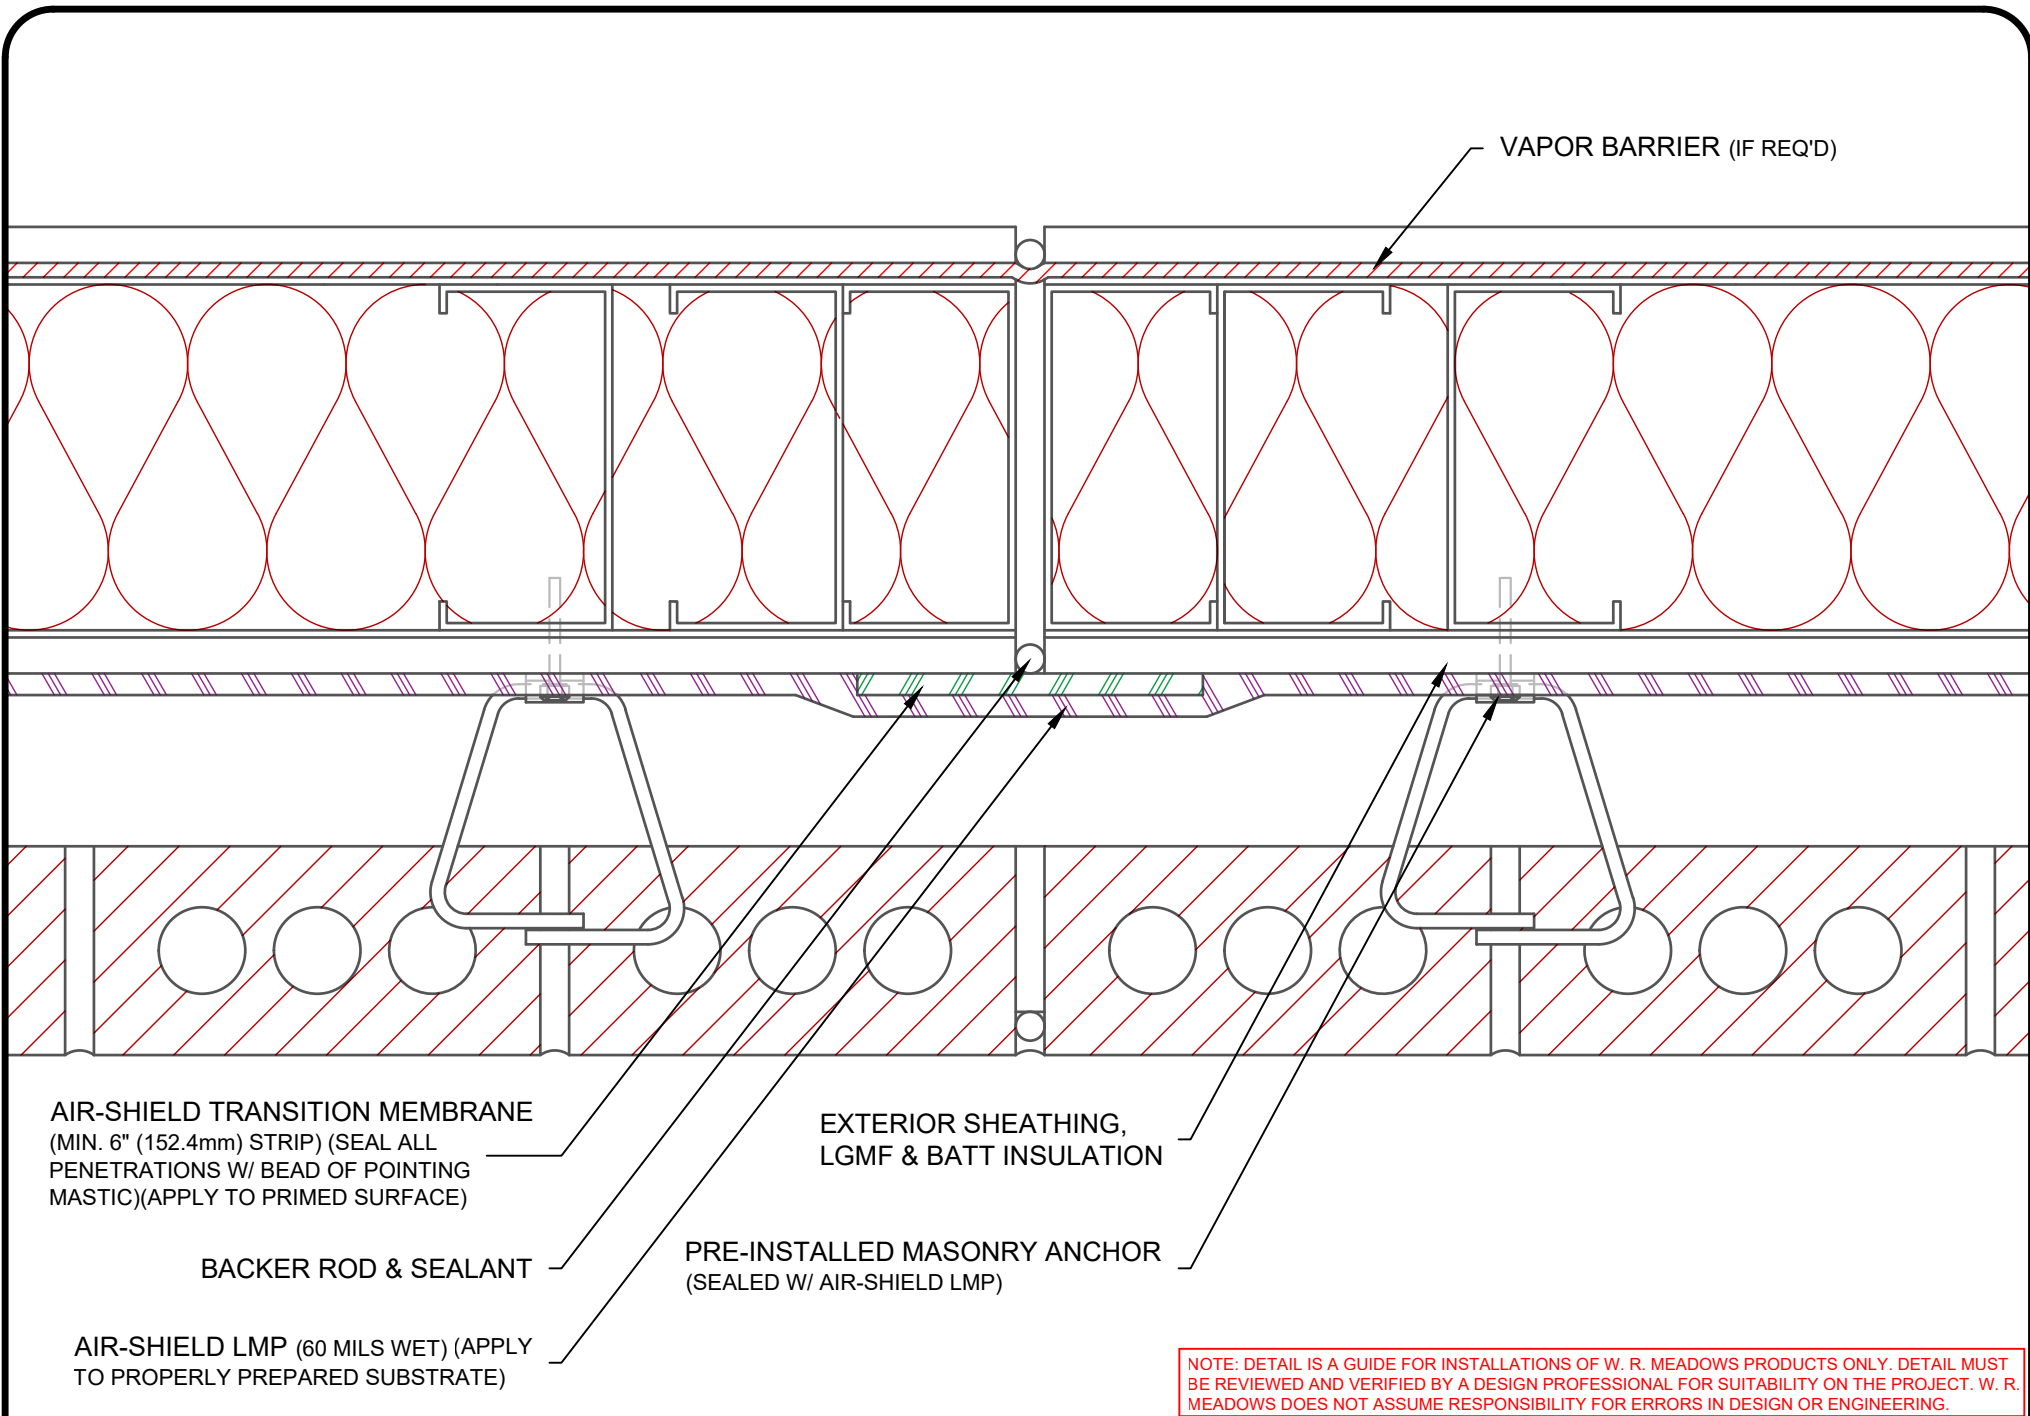 VAPOR BARRIER (IF REQ'D)
AIR-SHIELD TRANSITION MEMBRANE
(MIN. 6" (152.4mm) STRIP) (SEAL ALL
PENETRATIONS W/ BEAD OF POINTING
MASTIC)(APPLY TO PRIMED SURFACE)
BACKER ROD & SEALANT
AIR-SHIELD LMP (60 MILS WET) (APPLY
TO PROPERLY PREPARED SUBSTRATE)
EXTERIOR SHEATHING,
LGMF & BATT INSULATION
PRE-INSTALLED MASONRY ANCHOR
(SEALED W/ AIR-SHIELD LMP)
NOTE: DETAIL IS A GUIDE FOR INSTALLATIONS OF W. R. MEADOWS PRODUCTS ONLY. DETAIL MUST
BE REVIEWED AND VERIFIED BY A DESIGN PROFESSIONAL FOR SUITABILITY ON THE PROJECT. W. R.
MEADOWS DOES NOT ASSUME RESPONSIBILITY FOR ERRORS IN DESIGN OR ENGINEERING.